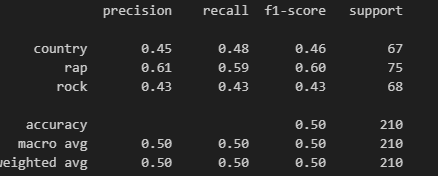 precision recall f1-score support
country 0.45 0.48 0.46 67
rap 0.61 0.59 0.60 75
rock 0.43 0.43 0.43 68
accuracy 0.50 210
macro avg 0.50 0.50 0.50 210
weighted avg 0.50 0.50 0.50 210